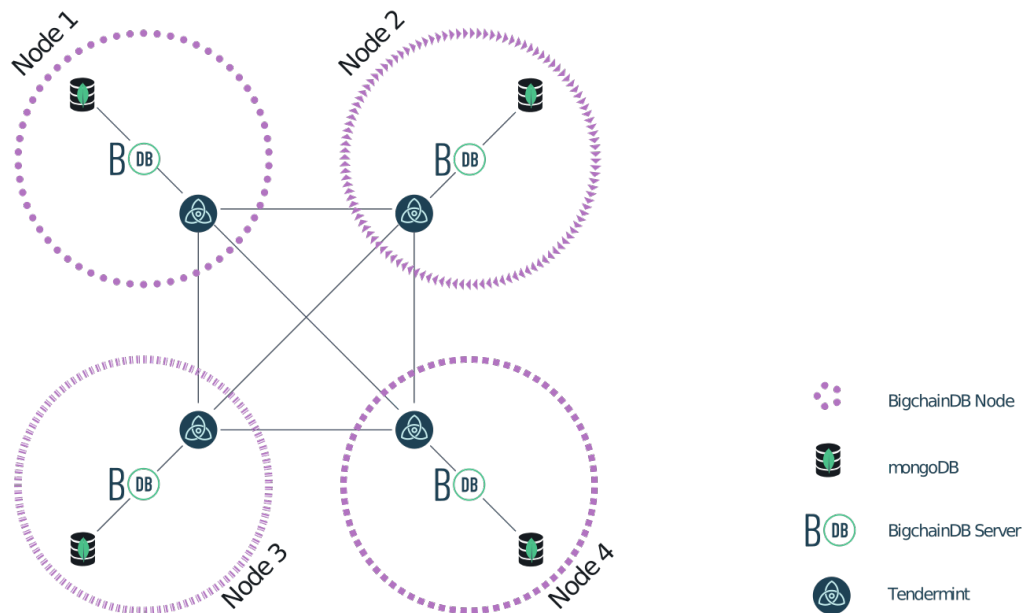 Node 1
Node 2
B DB
B DB
B DB
B DB
Node 3
Node 4
BigchainDB Node
mongoDB
B DB
BigchainDB Server
Tendermint